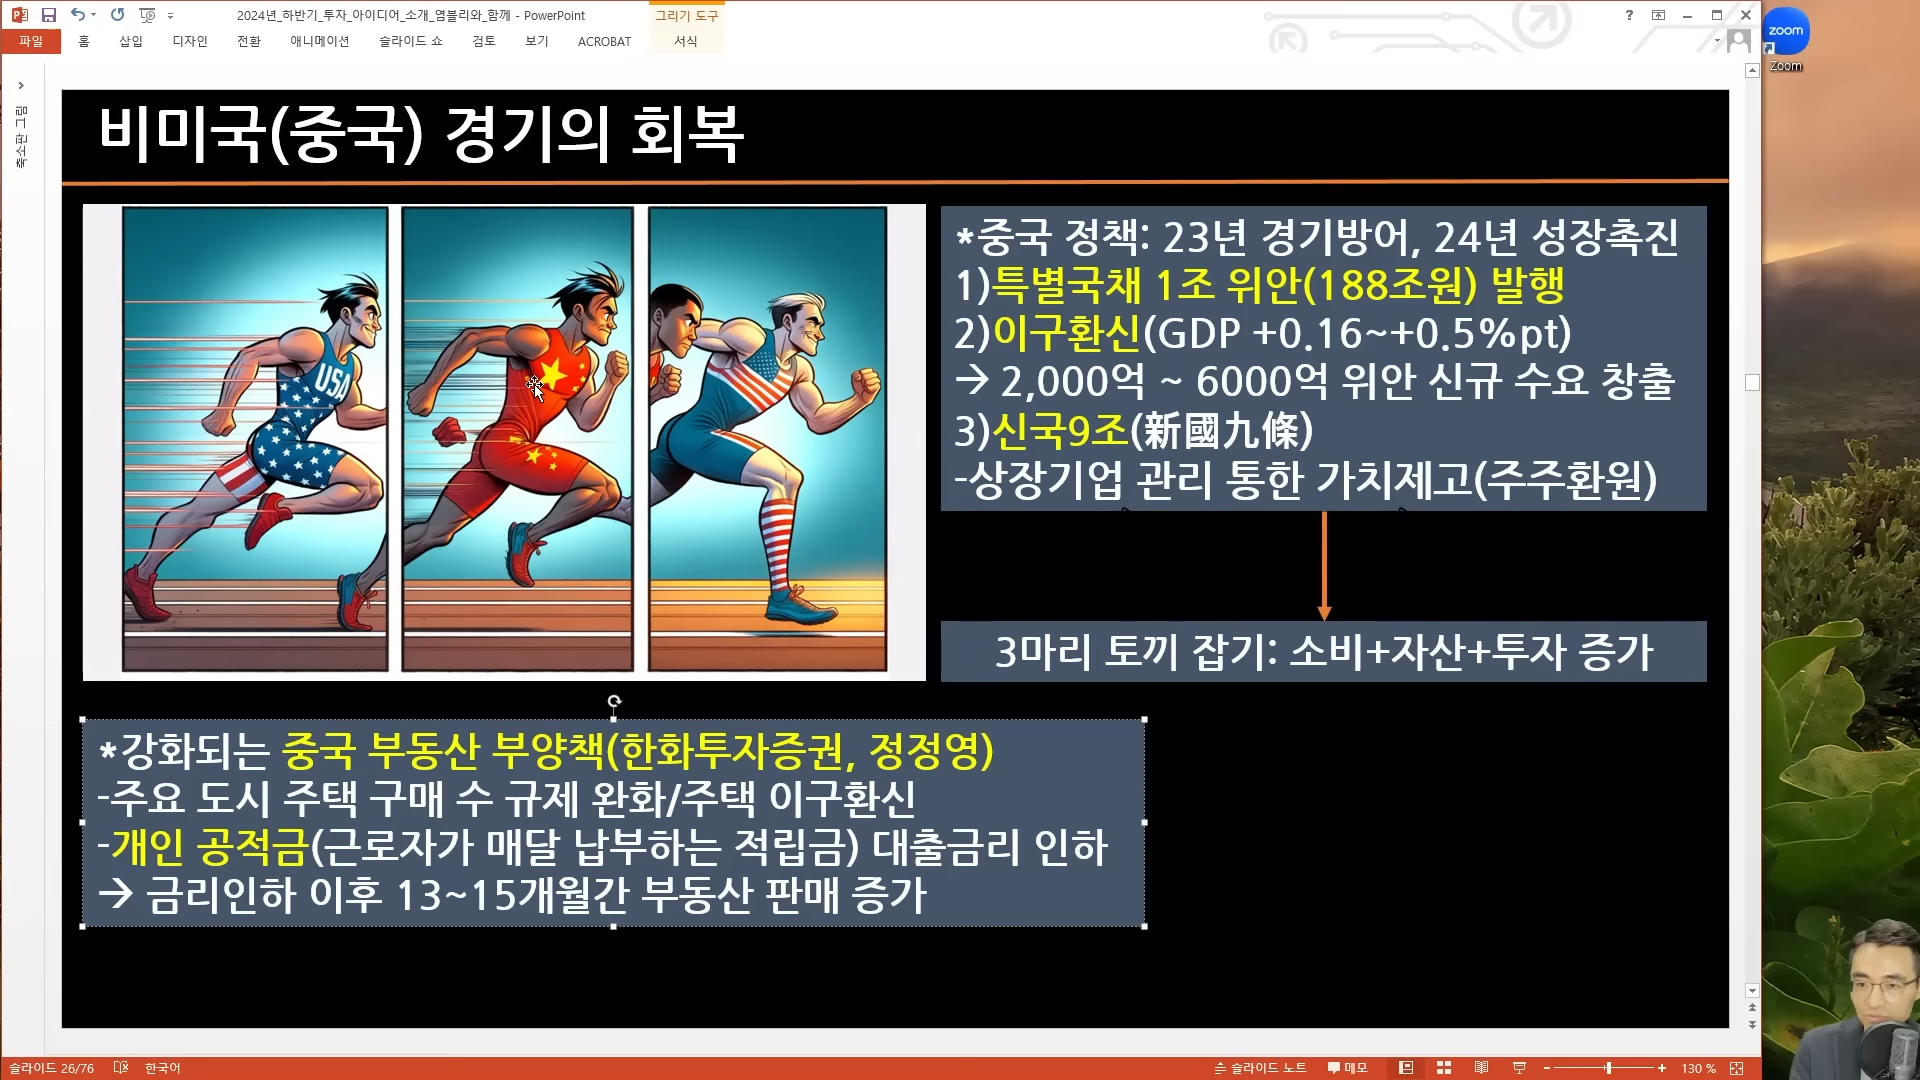 2024년_하반기_투자_아이디어_소개_염블리와_함께 - PowerPoint
그리기 도구
파일 홈 삽입 디자인 전환 애니메이션 슬라이드 쇼 검토 보기 ACROBAT 서식
zoom
Zoom
축소판 그림
비미국(중국) 경기의 회복
USA
*중국 정책: 23년 경기방어, 24년 성장촉진
1)특별국채 1조 위안(188조원) 발행
2)이구환신(GDP +0.16~+0.5%pt)
→ 2,000억 ~ 6000억 위안 신규 수요 창출
3)신국9조(新國九條)
-상장기업 관리 통한 가치제고(주주환원)
3마리 토끼 잡기: 소비+자산+투자 증가
*강화되는 중국 부동산 부양책(한화투자증권, 정정영)
-주요 도시 주택 구매 수 규제 완화/주택 이구환신
-개인 공적금(근로자가 매달 납부하는 적립금) 대출금리 인하
→ 금리인하 이후 13~15개월간 부동산 판매 증가
슬라이드 26/76 한국어 슬라이드 노트 메모 130 %